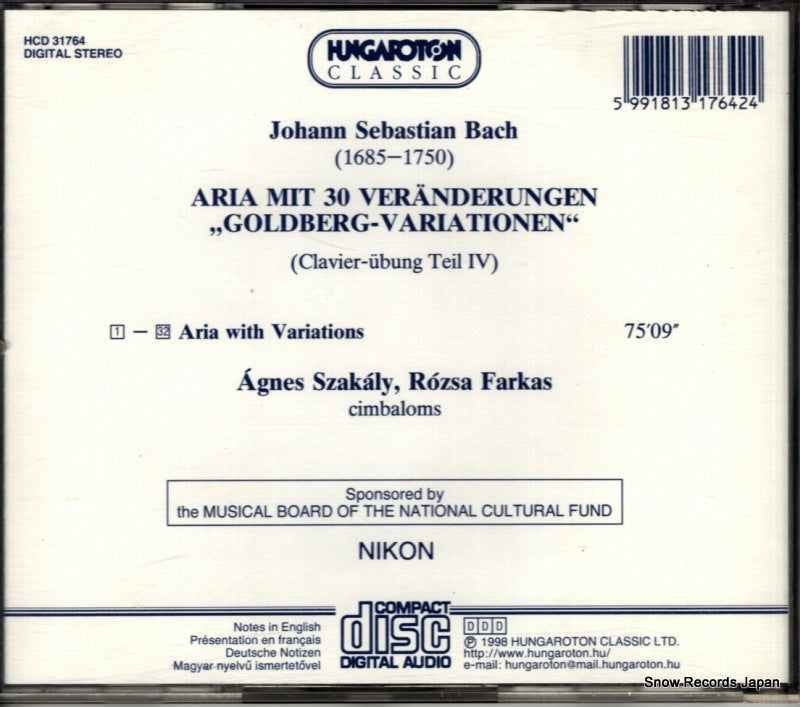 HCD 31764
DIGITAL STEREO
HUNGAROTON
CLASSIC
5 991813 176424
Johann Sebastian Bach
(1685–1750)
ARIA MIT 30 VERÄNDERUNGEN
„GOLDBERG-VARIATIONEN“
(Clavier-übung Teil IV)
1 – 32 Aria with Variations 75′09″
Ágnes Szakály, Rózsa Farkas
cimbaloms
Sponsored by
the MUSICAL BOARD OF THE NATIONAL CULTURAL FUND
NIKON
Notes in English
Présentation en français
Deutsche Notizen
Magyar nyelvű ismertetővel
COMPACT
disc
DIGITAL AUDIO
DDD
℗ 1998 HUNGAROTON CLASSIC LTD.
http://www.hungaroton.hu/
e-mail: hungaroton@mail.hungaroton.hu
Snow Records Japan